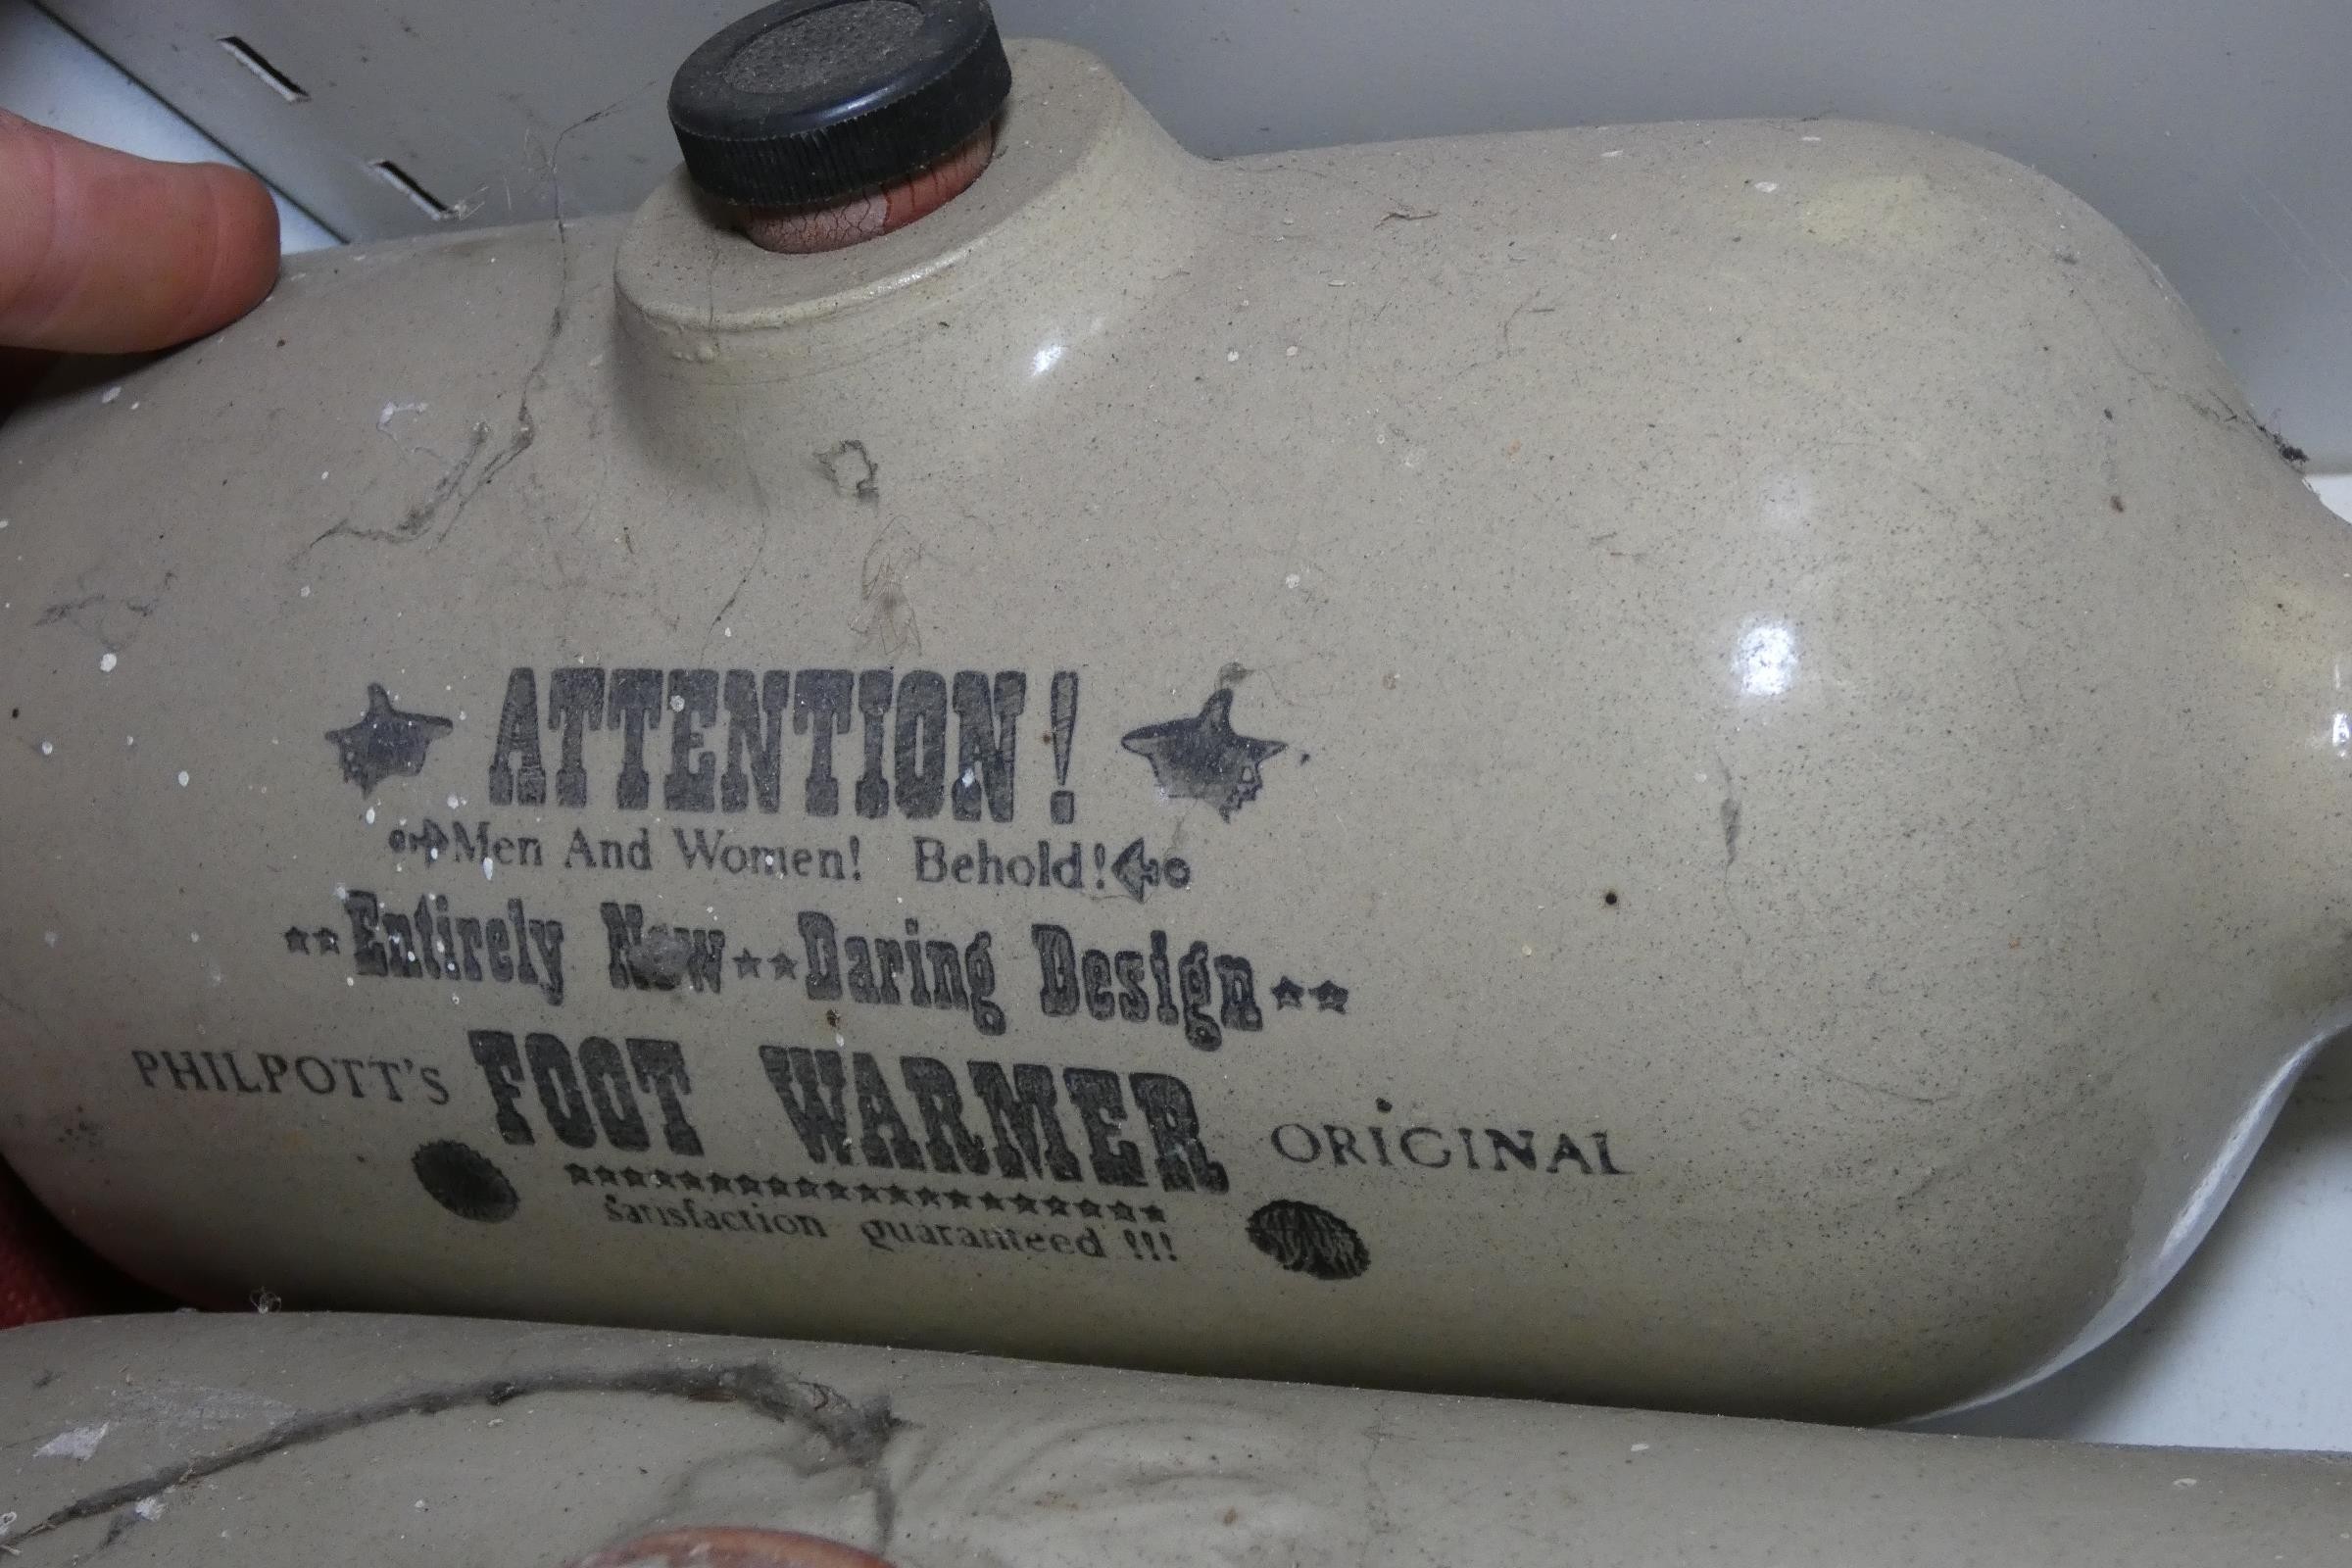 ATTENTION!
Men And Women! Behold!
Entirely New**Daring Design
PHILPOTT'S FOOT WARMER ORIGINAL
satisfaction guaranteed !!!